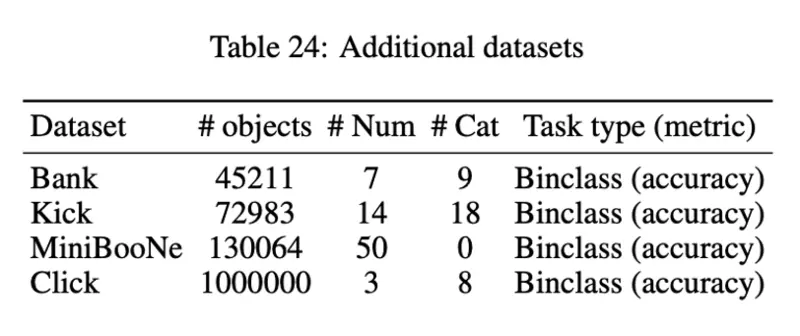 Table 24: Additional datasets
Dataset # objects # Num # Cat Task type (metric)
Bank 45211 7 9 Binclass (accuracy)
Kick 72983 14 18 Binclass (accuracy)
MiniBooNe 130064 50 0 Binclass (accuracy)
Click 1000000 3 8 Binclass (accuracy)